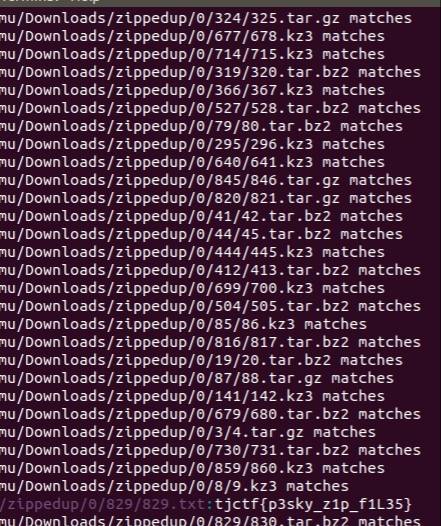 mu/Downloads/zippedup/0/324/325.tar.gz matches
mu/Downloads/zippedup/0/677/678.kz3 matches
mu/Downloads/zippedup/0/714/715.kz3 matches
mu/Downloads/zippedup/0/319/320.tar.bz2 matches
mu/Downloads/zippedup/0/366/367.kz3 matches
mu/Downloads/zippedup/0/527/528.tar.bz2 matches
mu/Downloads/zippedup/0/79/80.tar.bz2 matches
mu/Downloads/zippedup/0/295/296.kz3 matches
mu/Downloads/zippedup/0/640/641.kz3 matches
mu/Downloads/zippedup/0/845/846.tar.gz matches
mu/Downloads/zippedup/0/820/821.tar.gz matches
mu/Downloads/zippedup/0/41/42.tar.bz2 matches
mu/Downloads/zippedup/0/44/45.tar.bz2 matches
mu/Downloads/zippedup/0/444/445.kz3 matches
mu/Downloads/zippedup/0/412/413.tar.bz2 matches
mu/Downloads/zippedup/0/699/700.kz3 matches
mu/Downloads/zippedup/0/504/505.tar.bz2 matches
mu/Downloads/zippedup/0/85/86.kz3 matches
mu/Downloads/zippedup/0/816/817.tar.bz2 matches
mu/Downloads/zippedup/0/19/20.tar.bz2 matches
mu/Downloads/zippedup/0/87/88.tar.gz matches
mu/Downloads/zippedup/0/141/142.kz3 matches
mu/Downloads/zippedup/0/679/680.tar.bz2 matches
mu/Downloads/zippedup/0/3/4.tar.gz matches
mu/Downloads/zippedup/0/730/731.tar.bz2 matches
mu/Downloads/zippedup/0/859/860.kz3 matches
mu/Downloads/zippedup/0/8/9.kz3 matches
/zippedup/0/829/829.txt:tjctf{p3sky_z1p_f1L35}
mu/Downloads/zippedup/0/829/830.tar.bz2 matches